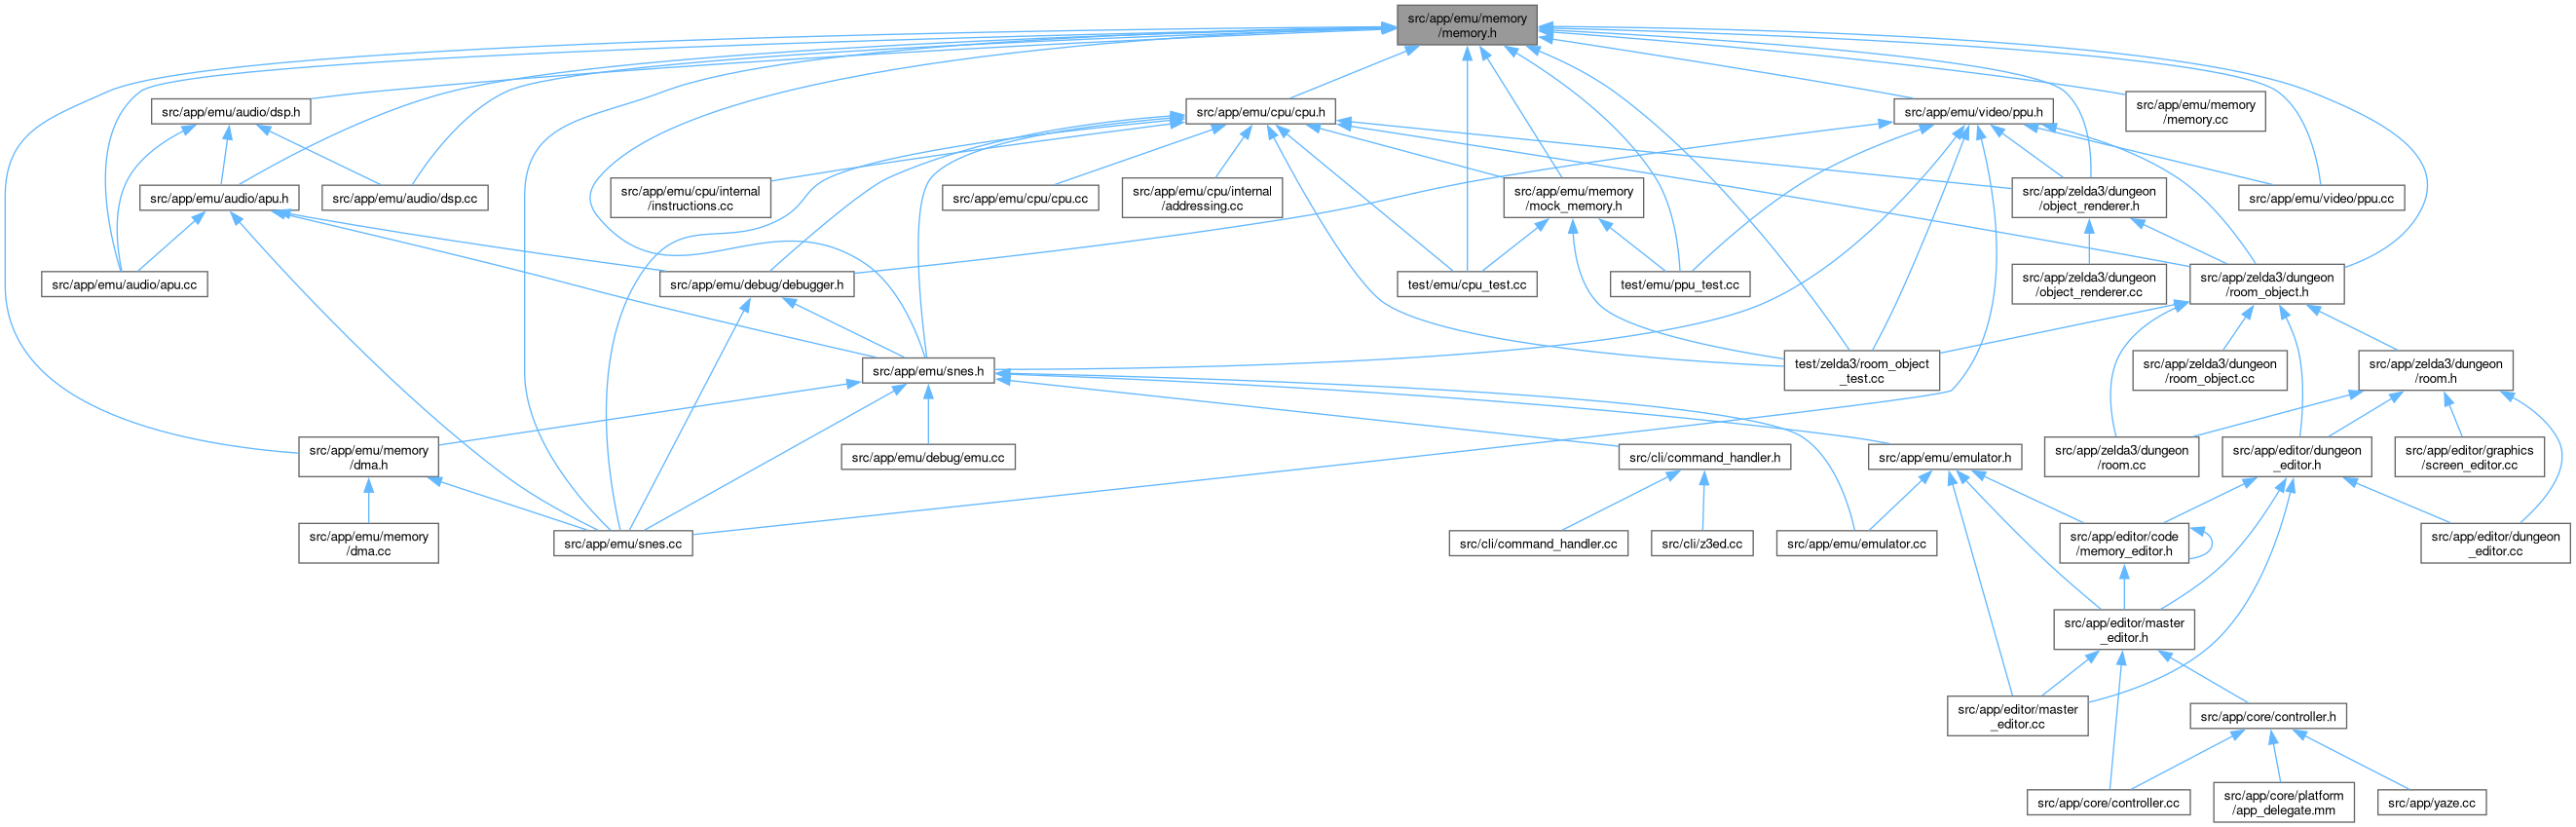 src/app/emu/memory
/memory.h
src/app/emu/audio/dsp.h
src/app/emu/cpu/cpu.h
src/app/emu/video/ppu.h
src/app/emu/memory
/memory.cc
src/app/emu/audio/apu.h
src/app/emu/audio/dsp.cc
src/app/emu/cpu/internal
/instructions.cc
src/app/emu/cpu/cpu.cc
src/app/emu/cpu/internal
/addressing.cc
src/app/emu/memory
/mock_memory.h
src/app/zelda3/dungeon
/object_renderer.h
src/app/emu/video/ppu.cc
src/app/emu/audio/apu.cc
src/app/emu/debug/debugger.h
test/emu/cpu_test.cc
test/emu/ppu_test.cc
src/app/zelda3/dungeon
/object_renderer.cc
src/app/zelda3/dungeon
/room_object.h
src/app/emu/snes.h
test/zelda3/room_object
_test.cc
src/app/zelda3/dungeon
/room_object.cc
src/app/zelda3/dungeon
/room.h
src/app/emu/memory
/dma.h
src/app/emu/debug/emu.cc
src/cli/command_handler.h
src/app/emu/emulator.h
src/app/zelda3/dungeon
/room.cc
src/app/editor/dungeon
_editor.h
src/app/editor/graphics
/screen_editor.cc
src/app/emu/memory
/dma.cc
src/app/emu/snes.cc
src/cli/command_handler.cc
src/cli/z3ed.cc
src/app/emu/emulator.cc
src/app/editor/code
/memory_editor.h
src/app/editor/dungeon
_editor.cc
src/app/editor/master
_editor.h
src/app/editor/master
_editor.cc
src/app/core/controller.h
src/app/core/controller.cc
src/app/core/platform
/app_delegate.mm
src/app/yaze.cc